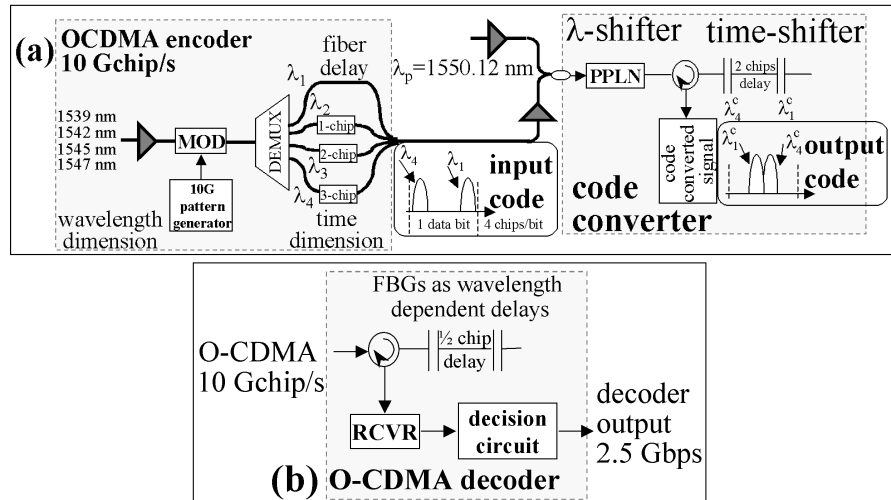 (a)
OCDMA encoder
10 Gchip/s
fiber
delay
λ1
λ2
1-chip
2-chip
λ3
λ4
3-chip
time
dimension
DEMUX
1539 nm
1542 nm
1545 nm
1547 nm
MOD
10G
pattern
generator
wavelength
dimension
λp=1550.12 nm
λ4
λ1
input
code
1 data bit
4 chips/bit
λ-shifter
time-shifter
PPLN
2 chips
delay
λ4^c
λ1^c
code
converted
signal
λ1^c
λ4^c
output
code
code
converter
FBGs as wavelength
dependent delays
O-CDMA
10 Gchip/s
½ chip
delay
RCVR
decision
circuit
decoder
output
2.5 Gbps
(b)
O-CDMA decoder